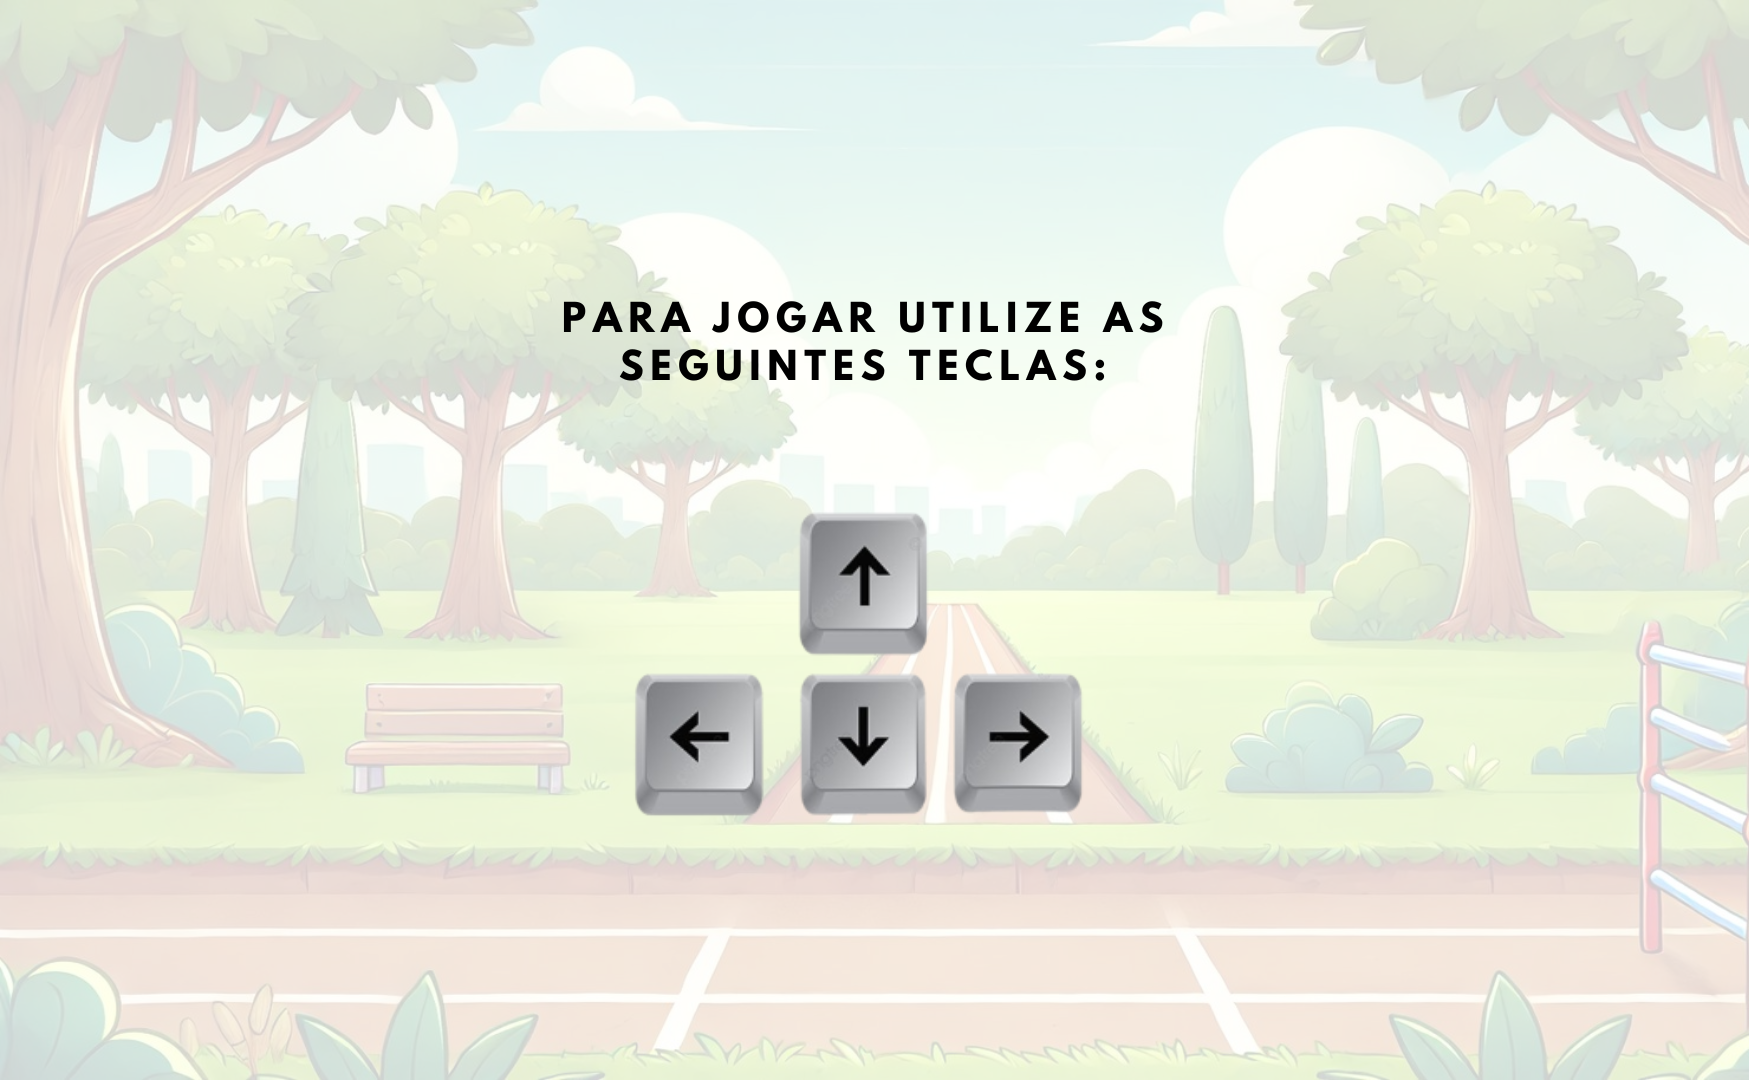 PARA JOGAR UTILIZE AS
SEGUINTES TECLAS:
↑
← ↓ →